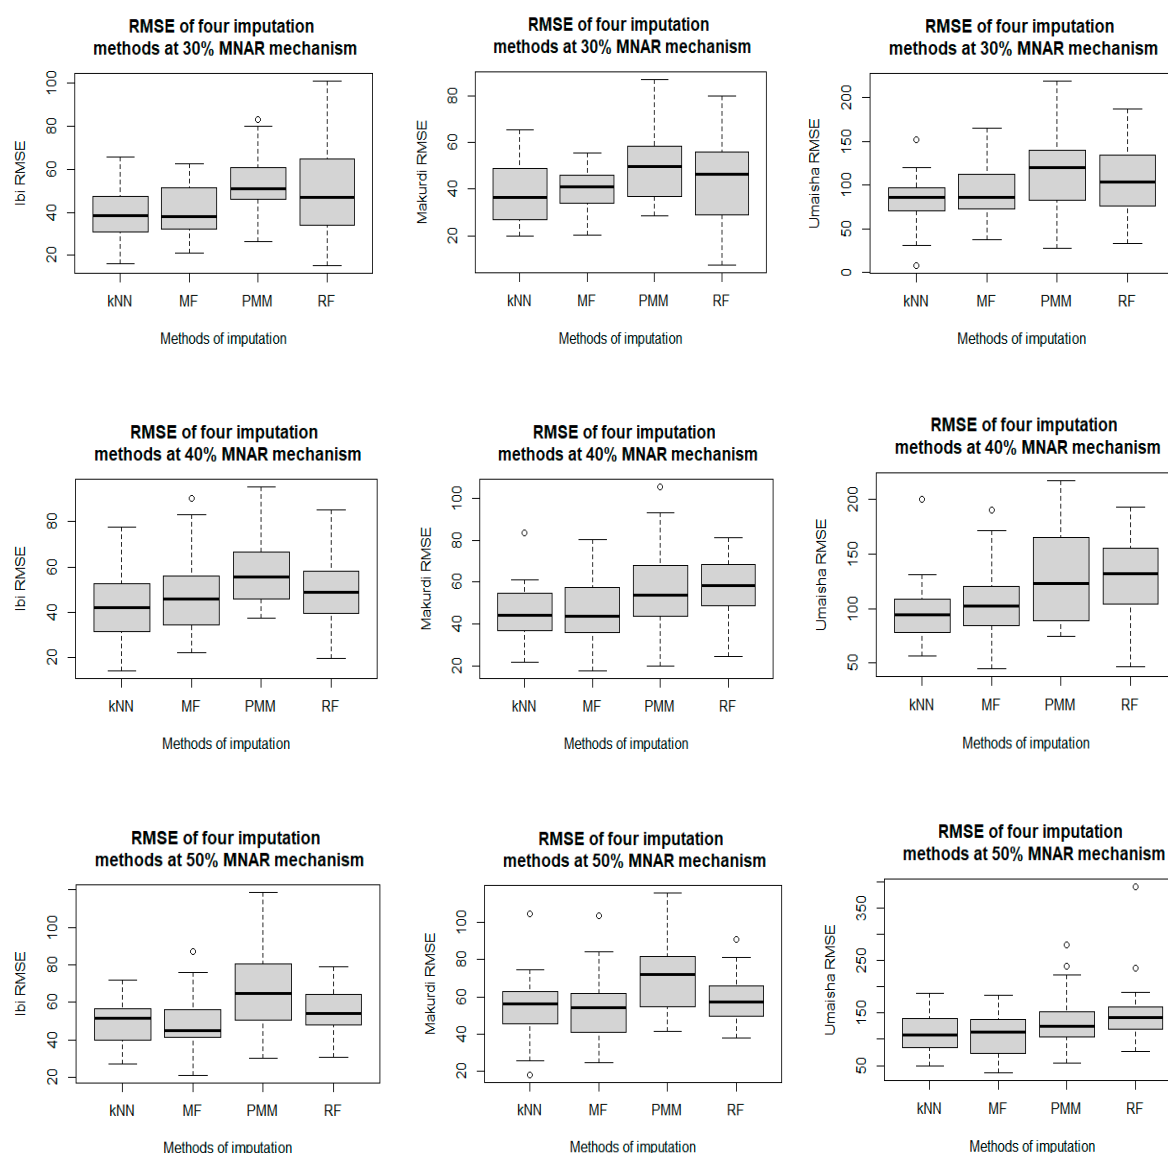 RMSE of four imputation
methods at 30% MNAR mechanism
Ibi RMSE
100
80
60
40
20
kNN MF PMM RF
Methods of imputation
RMSE of four imputation
methods at 30% MNAR mechanism
Makurdi RMSE
80
60
40
20
kNN MF PMM RF
Methods of imputation
RMSE of four imputation
methods at 30% MNAR mechanism
Umaisha RMSE
200
150
100
50
0
kNN MF PMM RF
Methods of imputation
RMSE of four imputation
methods at 40% MNAR mechanism
Ibi RMSE
80
60
40
20
kNN MF PMM RF
Methods of imputation
RMSE of four imputation
methods at 40% MNAR mechanism
Makurdi RMSE
100
80
60
40
20
kNN MF PMM RF
Methods of imputation
RMSE of four imputation
methods at 40% MNAR mechanism
Umaisha RMSE
200
150
100
50
kNN MF PMM RF
Methods of imputation
RMSE of four imputation
methods at 50% MNAR mechanism
Ibi RMSE
100
80
60
40
20
kNN MF PMM RF
Methods of imputation
RMSE of four imputation
methods at 50% MNAR mechanism
Makurdi RMSE
100
80
60
40
20
kNN MF PMM RF
Methods of imputation
RMSE of four imputation
methods at 50% MNAR mechanism
Umaisha RMSE
350
250
150
50
kNN MF PMM RF
Methods of imputation